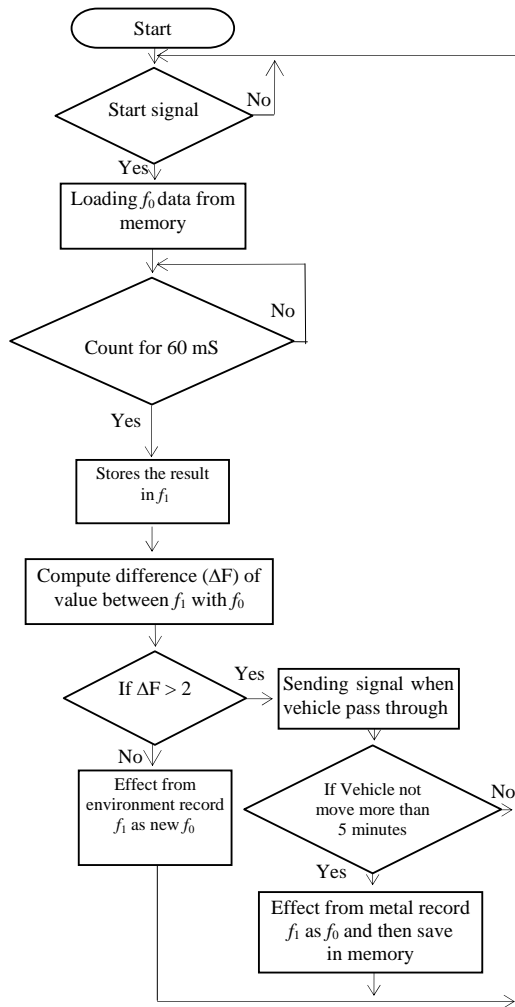 Start
Start signal
No
Yes
Loading f₀ data from
memory
No
Count for 60 mS
Yes
Stores the result
in f₁
Compute difference (ΔF) of
value between f₁ with f₀
If ΔF > 2
Yes
Sending signal when
vehicle pass through
No
Effect from
environment record
f₁ as new f₀
If Vehicle not
move more than
5 minutes
No
Yes
Effect from metal record
f₁ as f₀ and then save
in memory